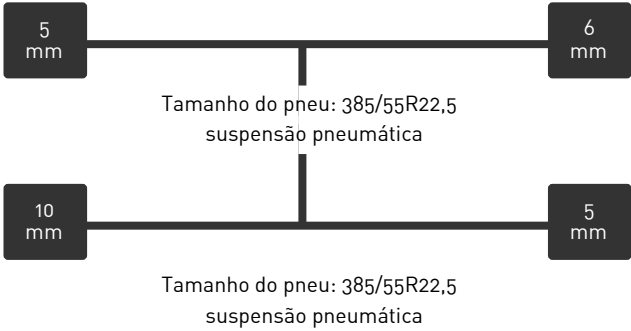 5
mm
6
mm
Tamanho do pneu: 385/55R22,5
suspensão pneumática
10
mm
5
mm
Tamanho do pneu: 385/55R22,5
suspensão pneumática